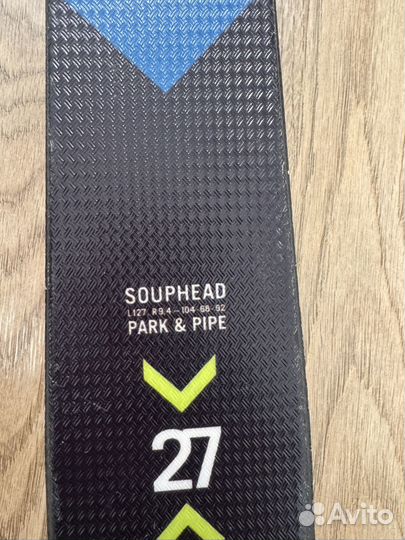 SOUPHEAD
L127 R9.4 – 104-68-92
PARK & PIPE
27
Avito